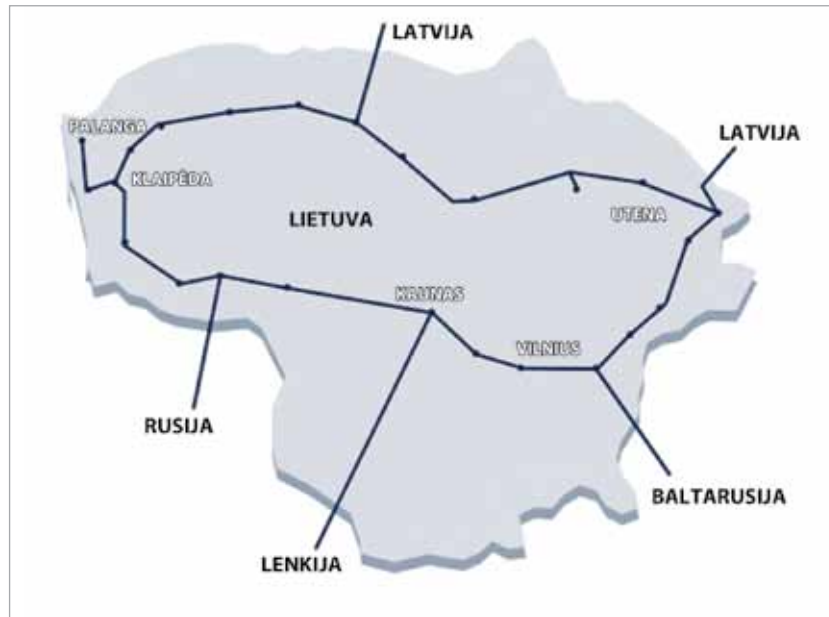 LATVIJA
PALANGA
LATVIJA
KLAIPĖDA
LIETUVA
UTENA
KAUNAS
VILNIUS
RUSIJA
BALTARUSIJA
LENKIJA